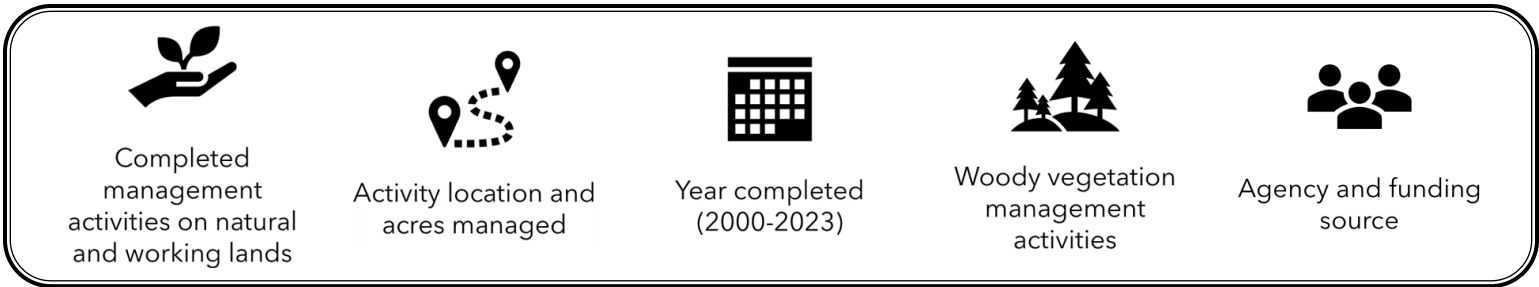 Completed
management
activities on natural
and working lands
Activity location and
acres managed
Year completed
(2000-2023)
Woody vegetation
management
activities
Agency and funding
source